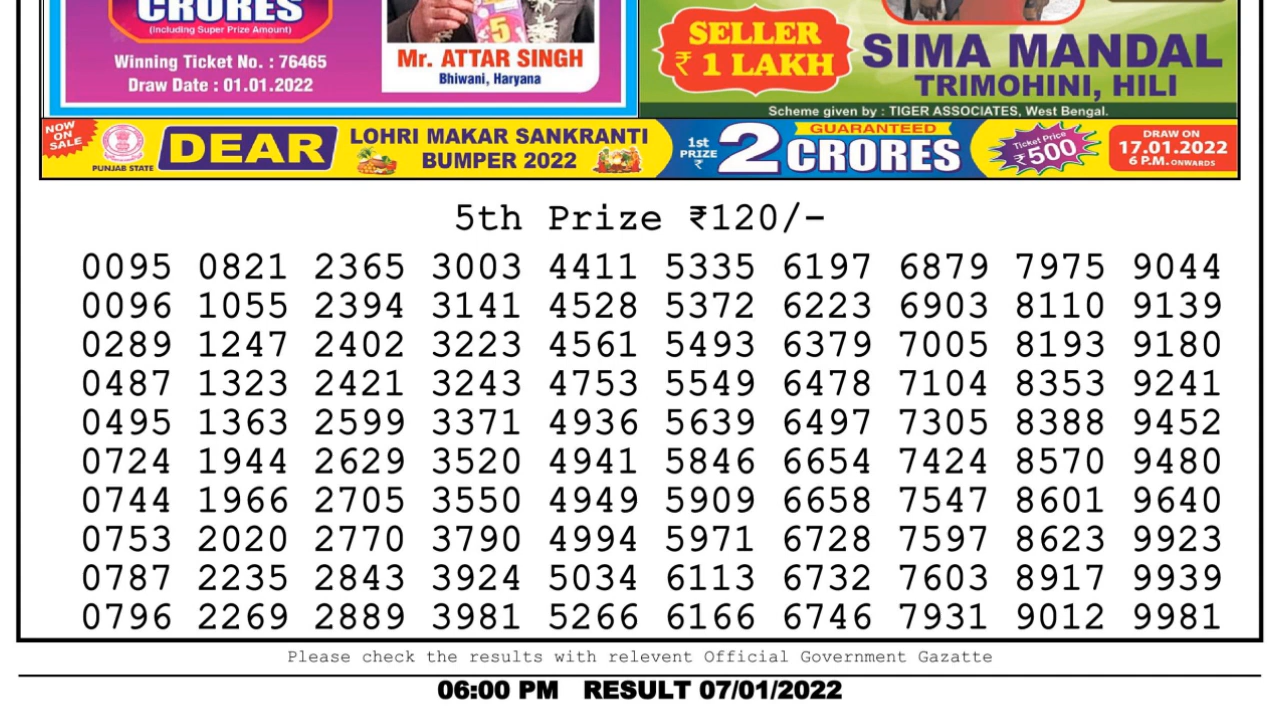 CRORES
(Including Super Prize Amount)
Winning Ticket No. : 76465
Draw Date : 01.01.2022
₹5
Mr. ATTAR SINGH
Bhiwani, Haryana
SELLER
₹ 1 LAKH
SIMA MANDAL
TRIMOHINI, HILI
Scheme given by : TIGER ASSOCIATES, West Bengal.
NOW ON SALE
PUNJAB STATE
DEAR
LOHRI MAKAR SANKRANTI
BUMPER 2022
1st PRIZE ₹
2
GUARANTEED
CRORES
Ticket Price
₹500
DRAW ON
17.01.2022
6 P.M. ONWARDS
5th Prize ₹120/-
0095 0821 2365 3003 4411 5335 6197 6879 7975 9044
0096 1055 2394 3141 4528 5372 6223 6903 8110 9139
0289 1247 2402 3223 4561 5493 6379 7005 8193 9180
0487 1323 2421 3243 4753 5549 6478 7104 8353 9241
0495 1363 2599 3371 4936 5639 6497 7305 8388 9452
0724 1944 2629 3520 4941 5846 6654 7424 8570 9480
0744 1966 2705 3550 4949 5909 6658 7547 8601 9640
0753 2020 2770 3790 4994 5971 6728 7597 8623 9923
0787 2235 2843 3924 5034 6113 6732 7603 8917 9939
0796 2269 2889 3981 5266 6166 6746 7931 9012 9981
Please check the results with relevent Official Government Gazatte
06:00 PM RESULT 07/01/2022